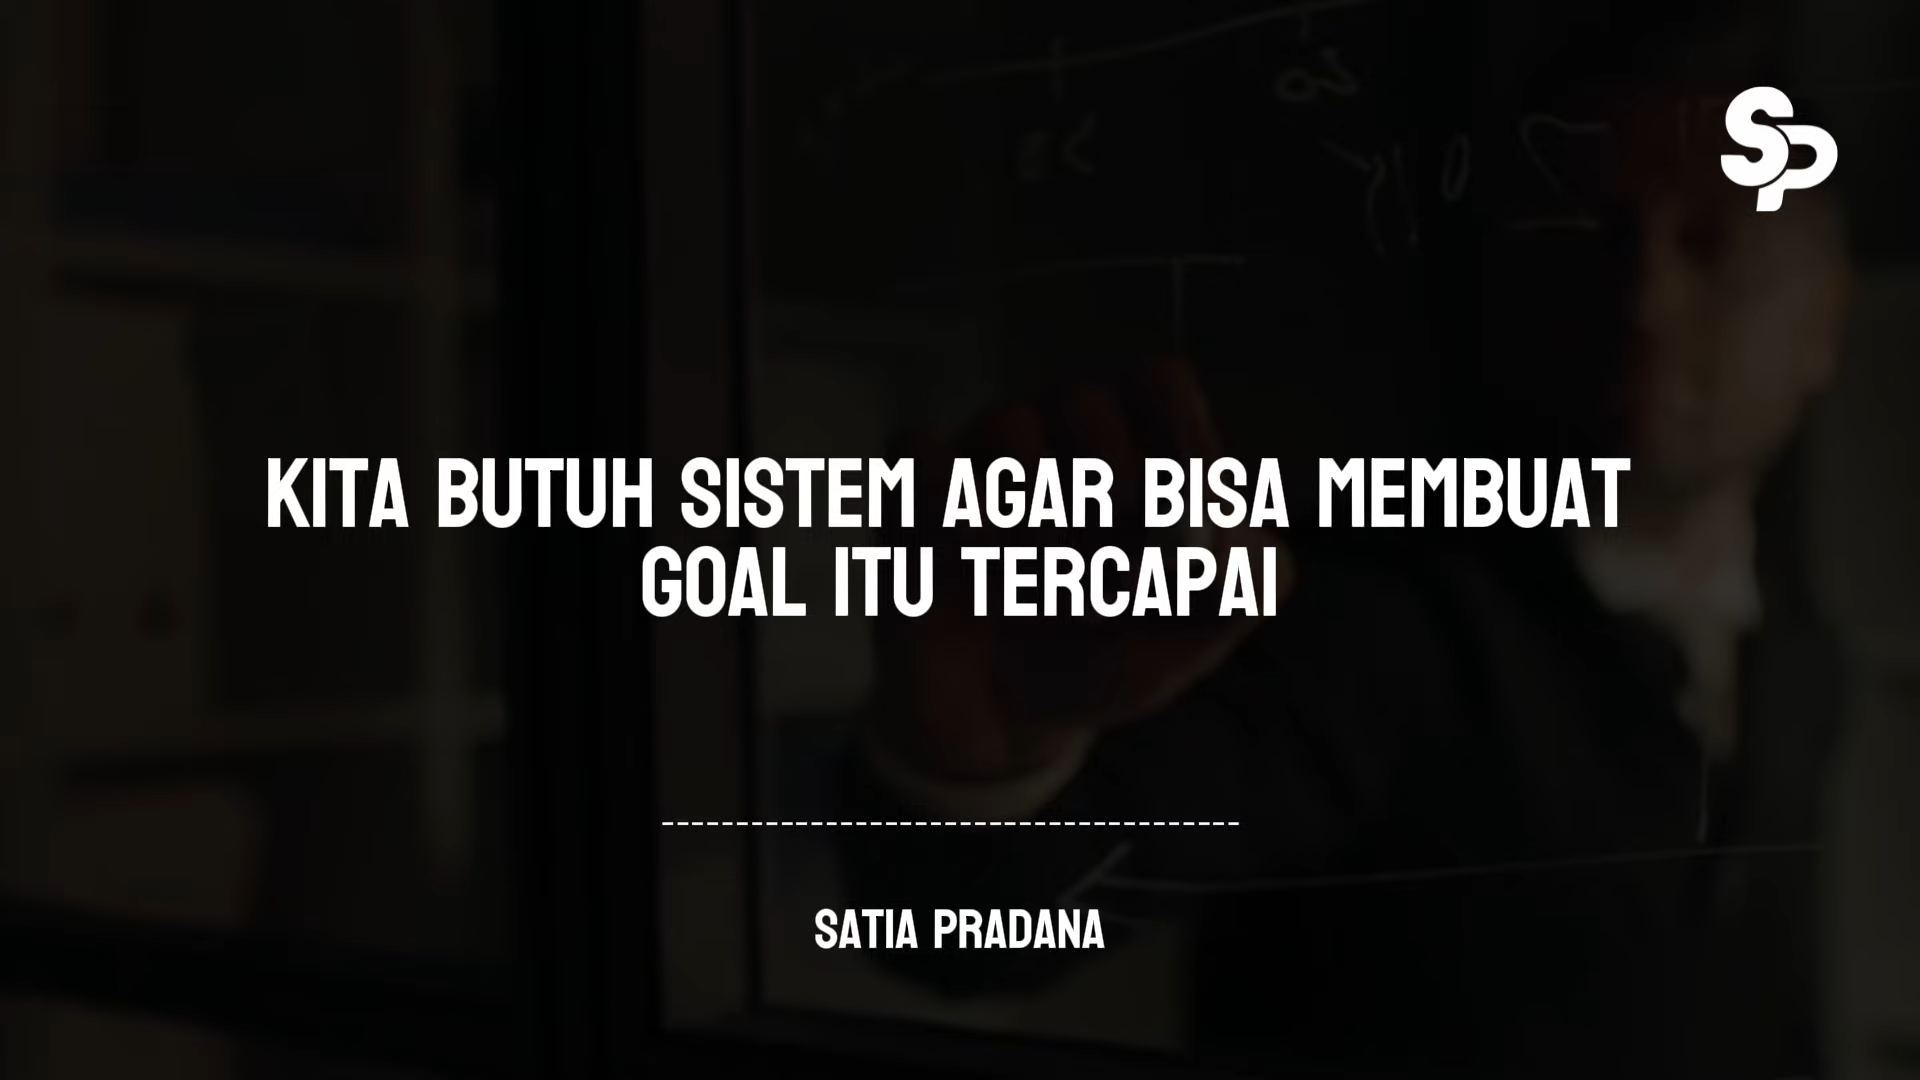 SP
KITA BUTUH SISTEM AGAR BISA MEMBUAT
GOAL ITU TERCAPAI
----------------------------------------
SATIA PRADANA